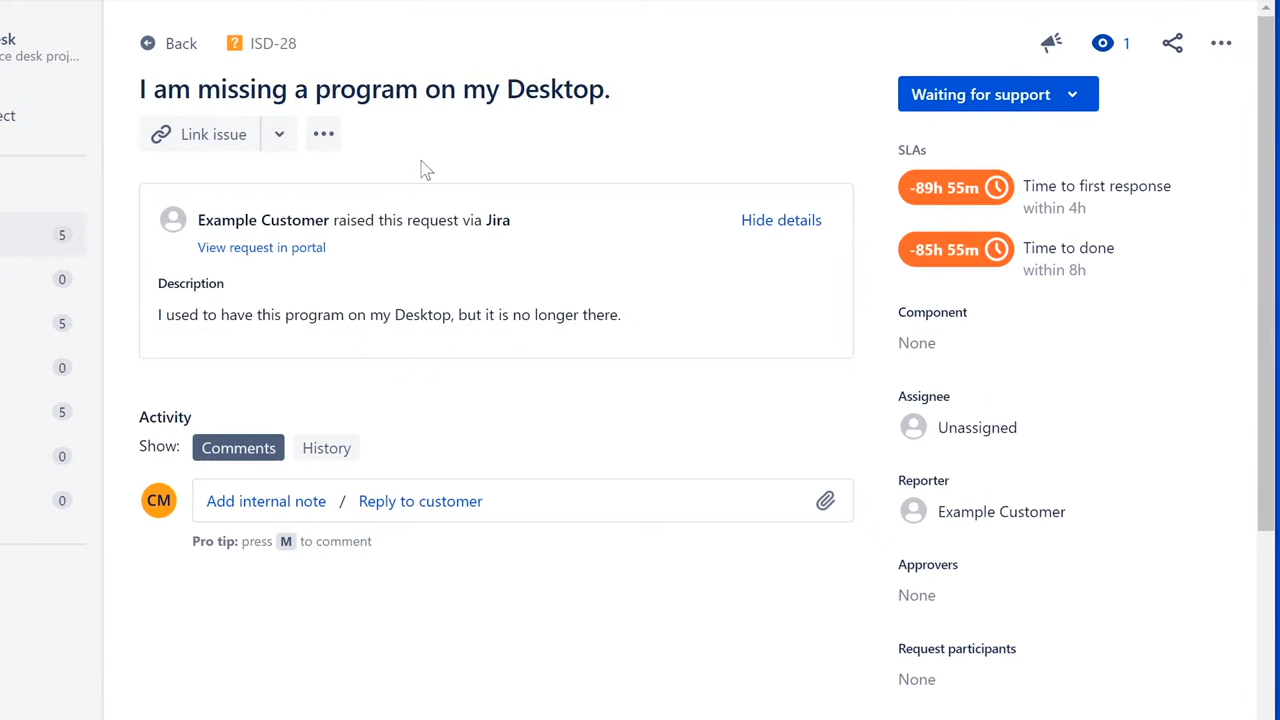 sk
ce desk proj...
ect
5
0
5
0
5
0
0
Back
? ISD-28
1
I am missing a program on my Desktop.
Link issue
Example Customer raised this request via Jira
Hide details
View request in portal
Description
I used to have this program on my Desktop, but it is no longer there.
Activity
Show: Comments History
CM
Add internal note / Reply to customer
Pro tip: press M to comment
Waiting for support
SLAs
-89h 55m Time to first response
within 4h
-85h 55m Time to done
within 8h
Component
None
Assignee
Unassigned
Reporter
Example Customer
Approvers
None
Request participants
None